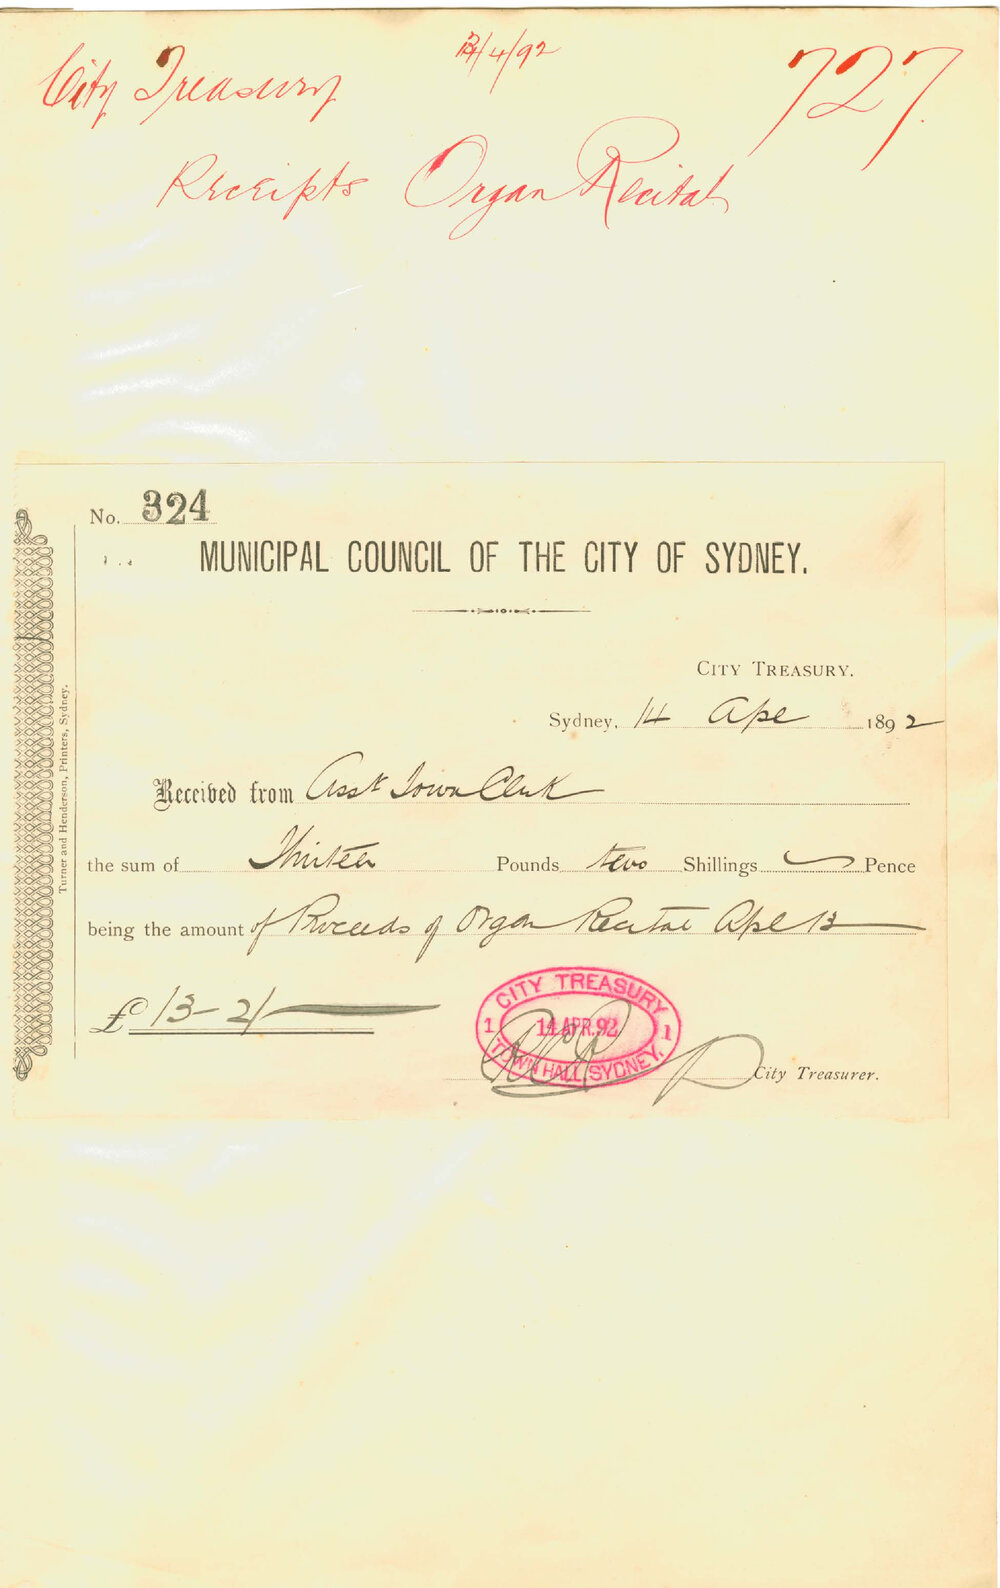 City Treasury /4/92 727.
Receipts Organ Recital
No. 324
MUNICIPAL COUNCIL OF THE CITY OF SYDNEY.
CITY TREASURY.
Sydney, 14 Apl 1892
Received from Asst Town Clerk
the sum of Thirteen Pounds two Shillings Pence
being the amount of Proceeds of Organ Recital Apl 13
£13-2/
CITY TREASURY
1 14 APR.92 1
TOWN HALL, SYDNEY.
City Treasurer.
Turner and Henderson, Printers, Sydney.